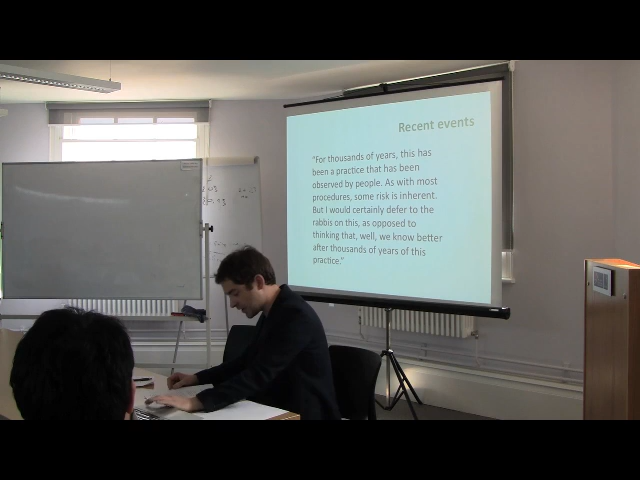 Recent events
"For thousands of years, this has
been a practice that has been
observed by people. As with most
procedures, some risk is inherent.
But I would certainly defer to the
rabbis on this, as opposed to
thinking that, well, we know better
after thousands of years of this
practice."